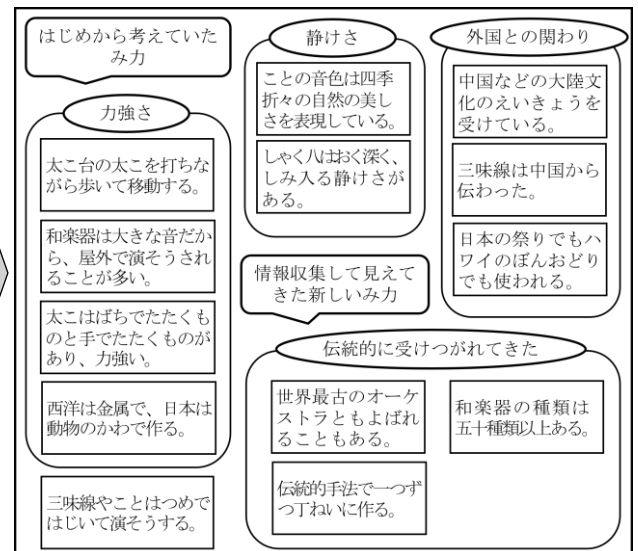 はじめから考えていた
み力
力強さ
太こ台の太こを打ちな
がら歩いて移動する。
和楽器は大きな音だか
ら、屋外で演そうされ
ることが多い。
太こはばちでたたくも
のと手でたたくものが
あり、力強い。
西洋は金属で、日本は
動物のかわで作る。
三味線やことはつめで
はじいて演そうする。
静けさ
ことの音色は四季
折々の自然の美し
さを表現している。
しゃく八はおく深く、
しみ入る静けさが
ある。
外国との関わり
中国などの大陸文
化のえいきょうを
受けている。
三味線は中国から
伝わった。
日本の祭りでもハ
ワイのぼんおどり
でも使われる。
情報収集して見えて
きた新しいみ力
伝統的に受けつがれてきた
世界最古のオーケ
ストラともよばれ
ることもある。
和楽器の種類は
五十種類以上ある。
伝統的手法で一つず
つ丁ねいに作る。